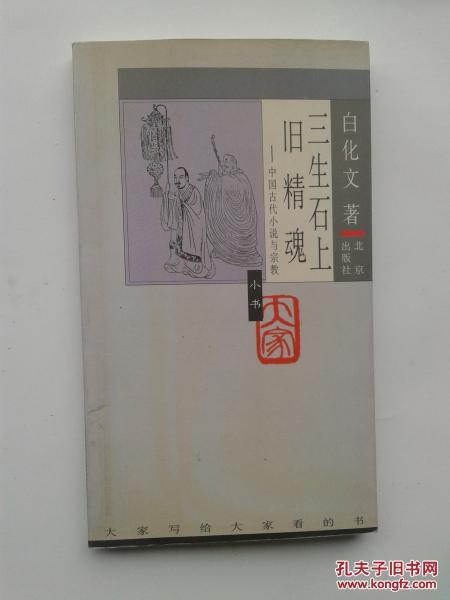 白化文 著
北京
出版社
三生石上
旧精魂
—中国古代小说与宗教
大家
小书
大家写给大家看的书
孔夫子旧书网
www.kongfz.com